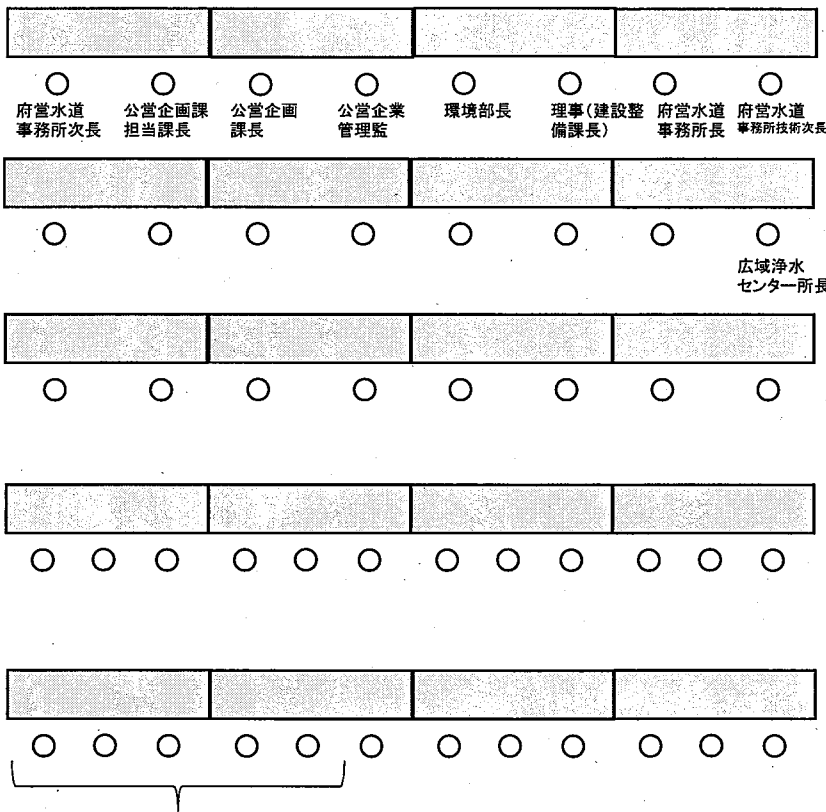 府営水道
事務所次長
公営企画課
担当課長
公営企画
課長
公営企業
管理監
環境部長
理事(建設整
備課長)
府営水道
事務所長
府営水道
事務所技術次長
広域浄水
センター所長